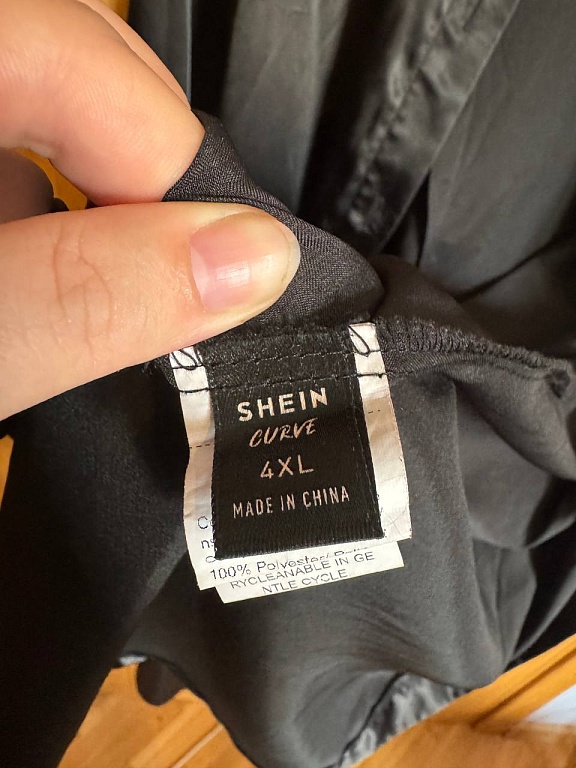 SHEIN
CURVE
4XL
MADE IN CHINA
100% Polyester/
RYCLEANABLE IN GE
NTLE CYCLE.